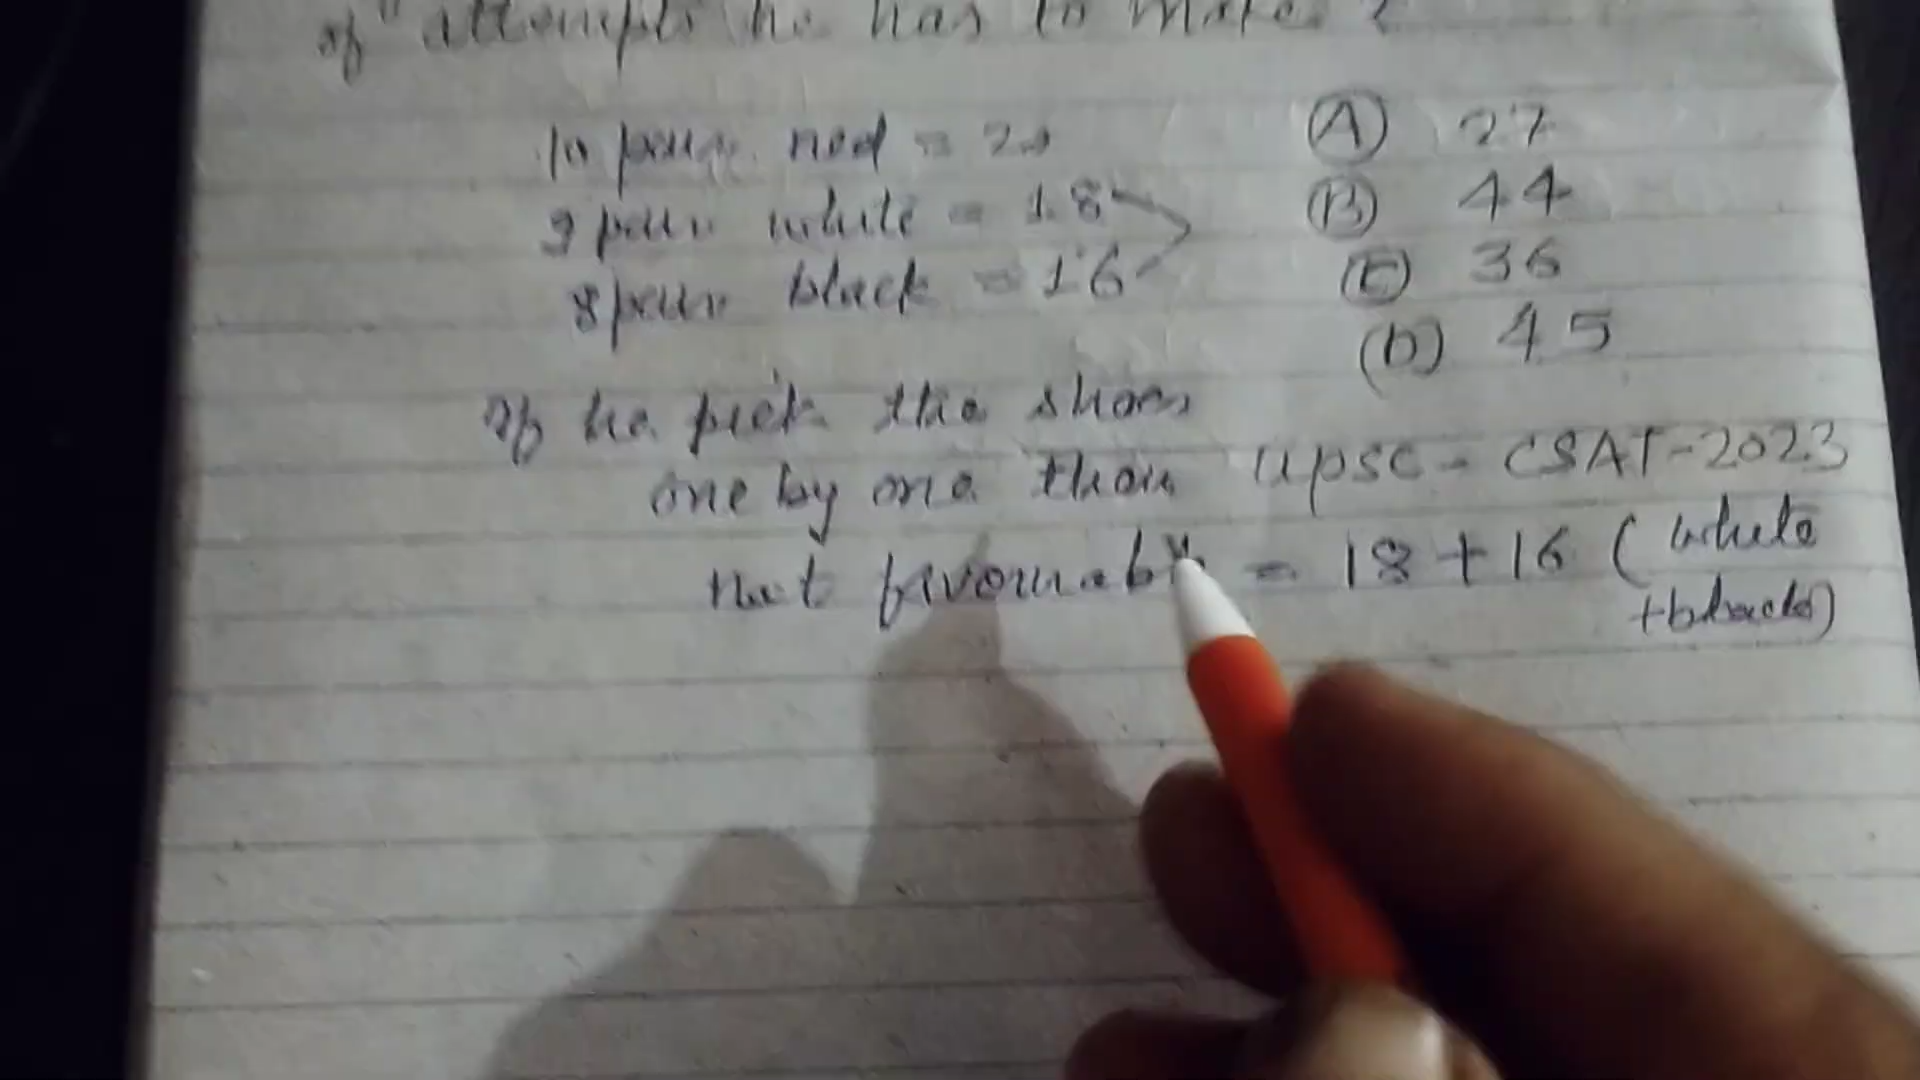 of attempts he has to make ?
10 pair red = 20
9 pair white = 18
8 pair black = 16
(A) 27
(B) 44
(C) 36
(D) 45
If he pick the shoes
one by one than
UPSC - CSAT-2023
Not favourable = 18 + 16 (white
+black)